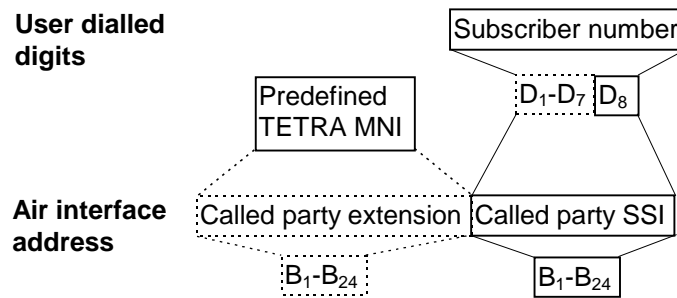 User dialled
digits
Subscriber number
Predefined
TETRA MNI
D₁-D₇ D₈
Air interface
address
Called party extension Called party SSI
B₁-B₂₄ B₁-B₂₄